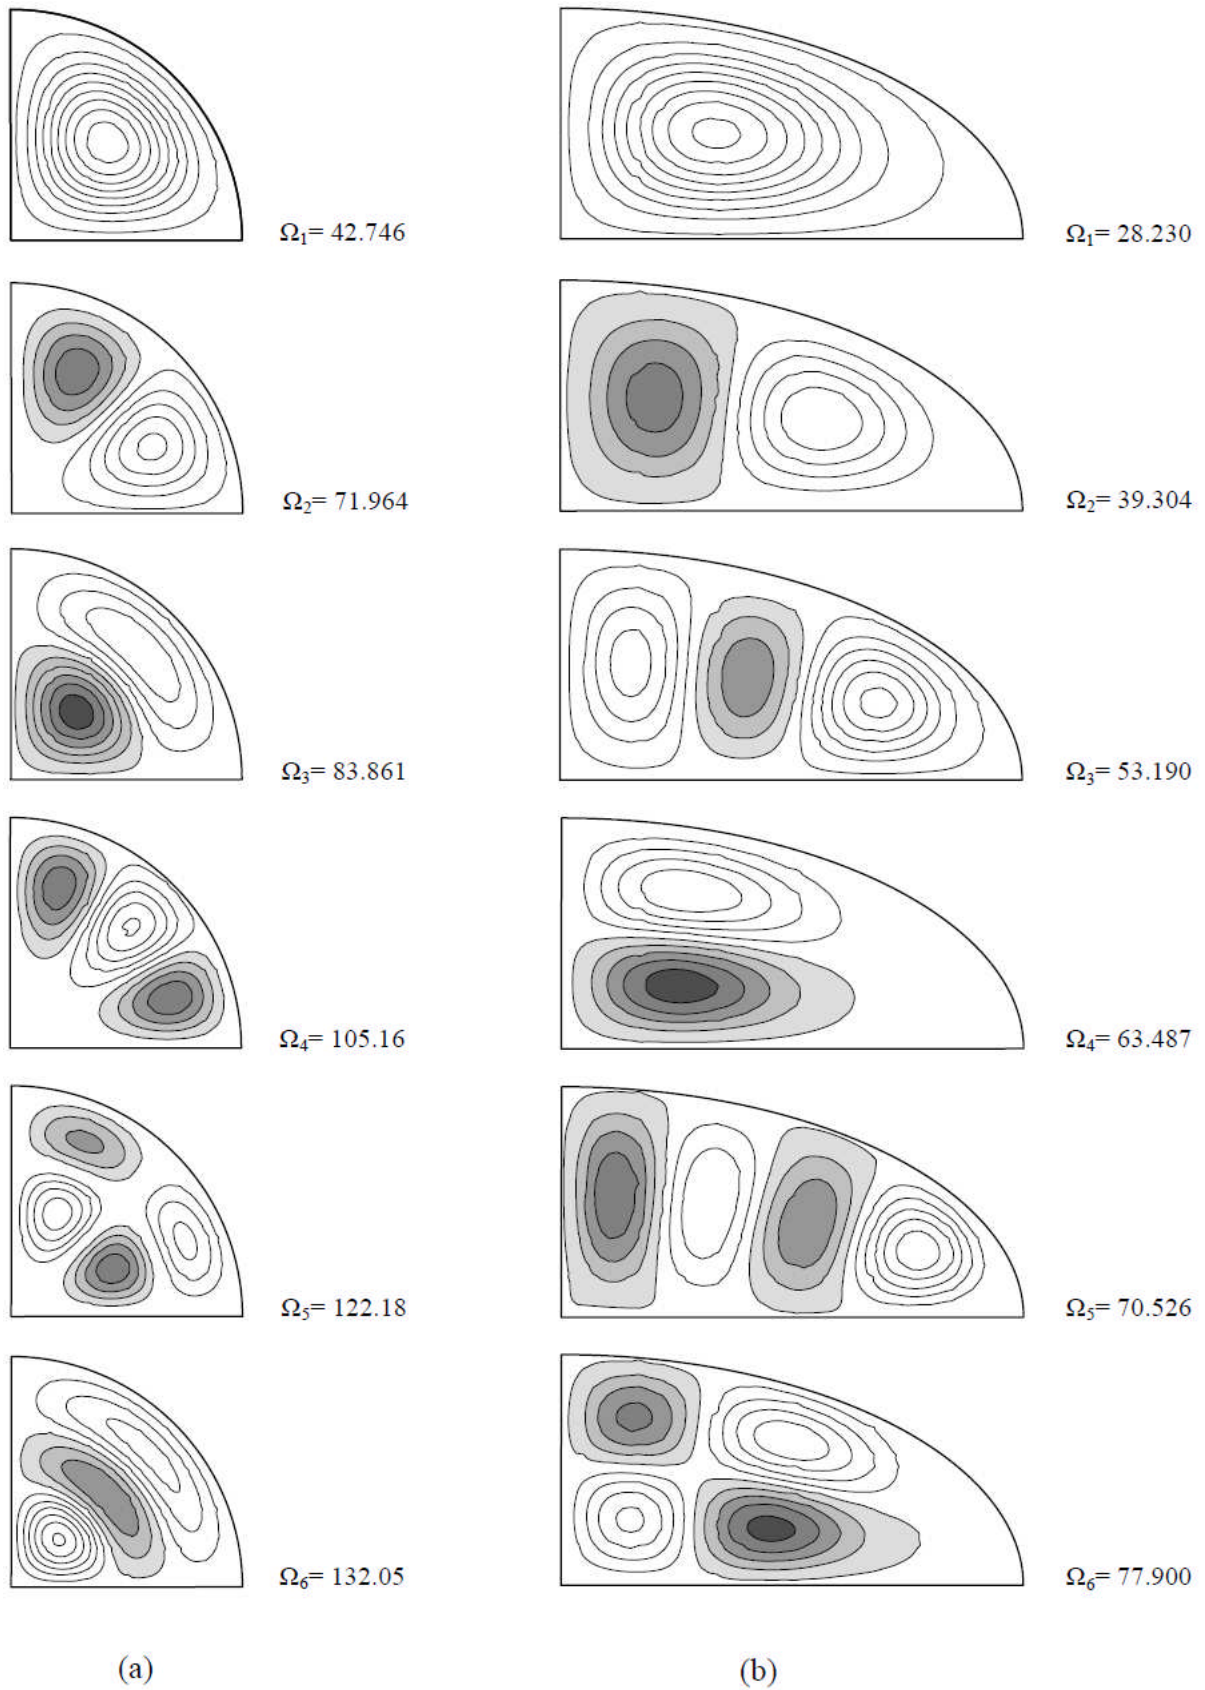 Ω₁= 42.746
Ω₁= 28.230
Ω₂= 71.964
Ω₂= 39.304
Ω₃= 83.861
Ω₃= 53.190
Ω₄= 105.16
Ω₄= 63.487
Ω₅= 122.18
Ω₅= 70.526
Ω₆= 132.05
Ω₆= 77.900
(a)
(b)